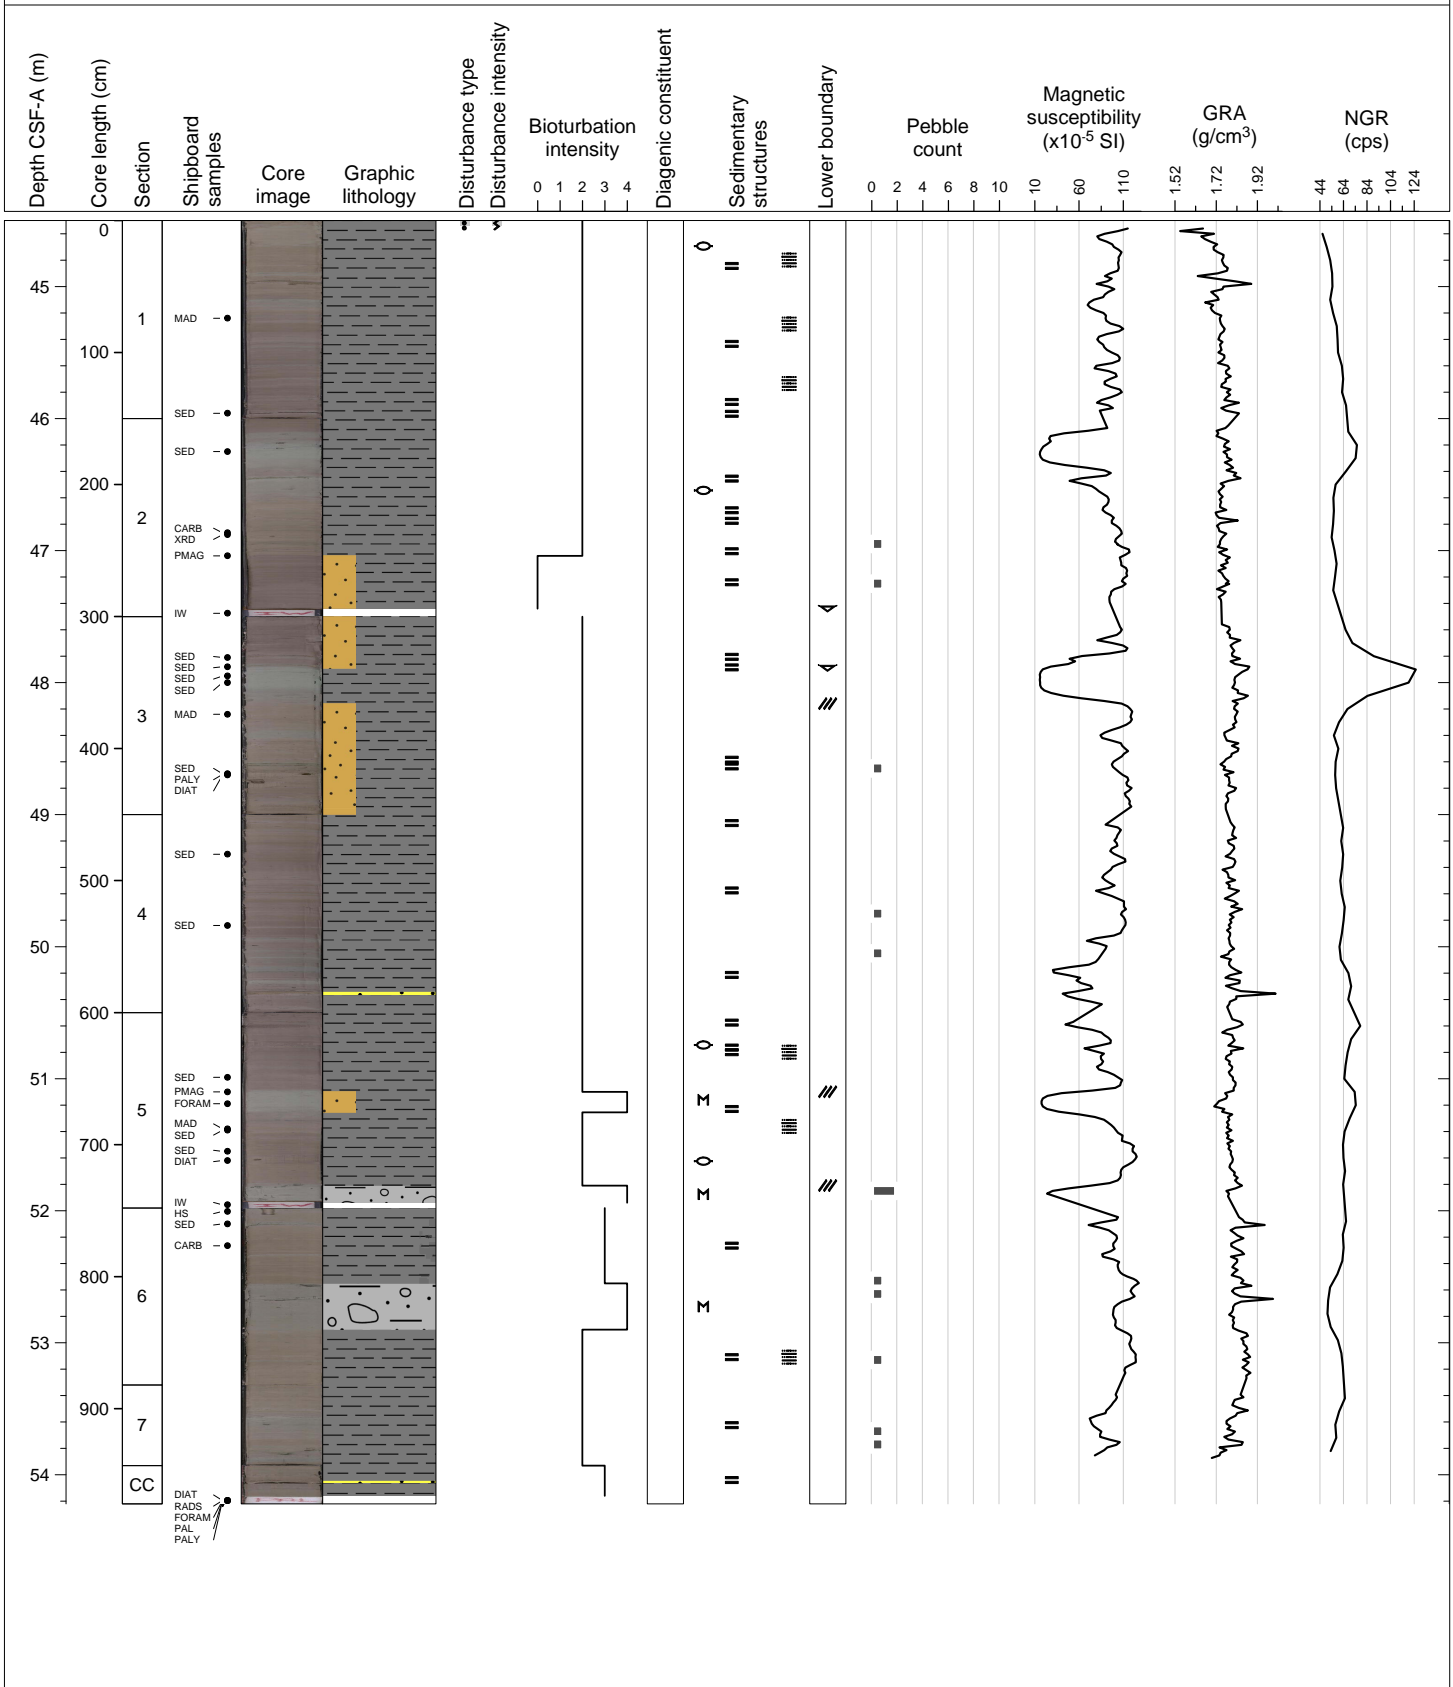 Depth CSF-A (m)
Core length (cm)
Section
Shipboard
samples
Core
image
Graphic
lithology
Disturbance type
Disturbance intensity
Bioturbation
intensity
0 1 2 3 4
Diagenic constituent
Sedimentary
structures
Lower boundary
Pebble
count
0 2 4 6 8 10
Magnetic
susceptibility
(x10-5 SI)
10 60 110
GRA
(g/cm3)
1.52 1.72 1.92
NGR
(cps)
44 64 84 104 124
0
45
1
MAD
100
SED
46
SED
200
2
CARB
XRD
47
PMAG
IW
300
SED
SED
48
SED
SED
3
MAD
400
SED
PALY
DIAT
49
SED
500
4
SED
50
600
51
SED
PMAG
FORAM
5
MAD
SED
700
SED
DIAT
IW
52
HS
SED
CARB
800
6
53
900
7
54
CC
DIAT
RADS
FORAM
PAL
PALY